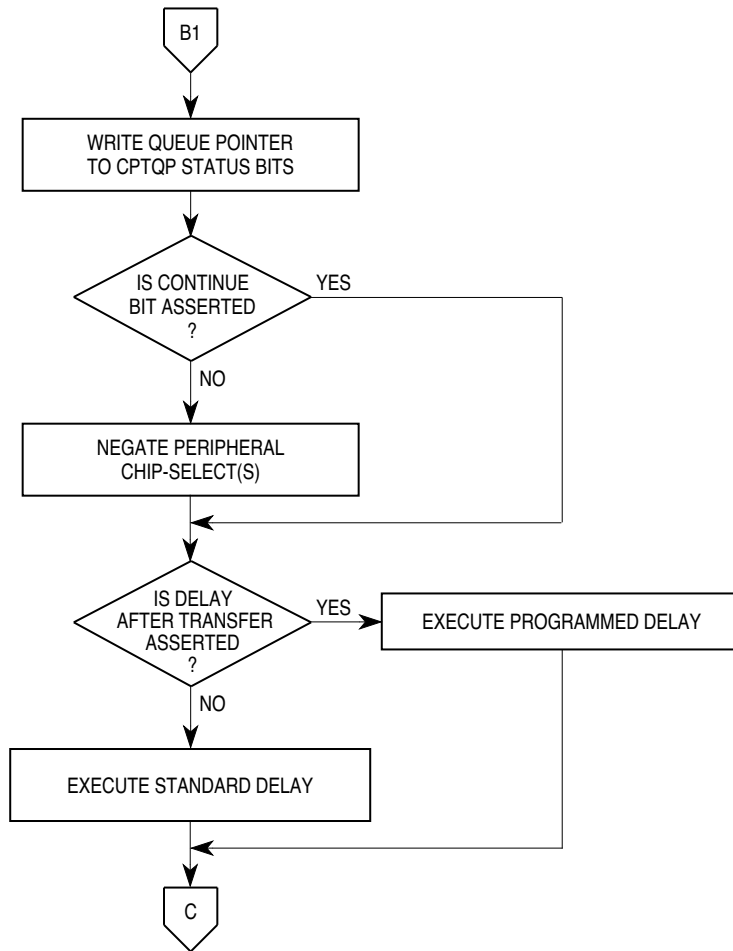 B1
WRITE QUEUE POINTER
TO CPTQP STATUS BITS
IS CONTINUE
BIT ASSERTED
?
YES
NO
NEGATE PERIPHERAL
CHIP-SELECT(S)
IS DELAY
AFTER TRANSFER
ASSERTED
?
YES
EXECUTE PROGRAMMED DELAY
NO
EXECUTE STANDARD DELAY
C